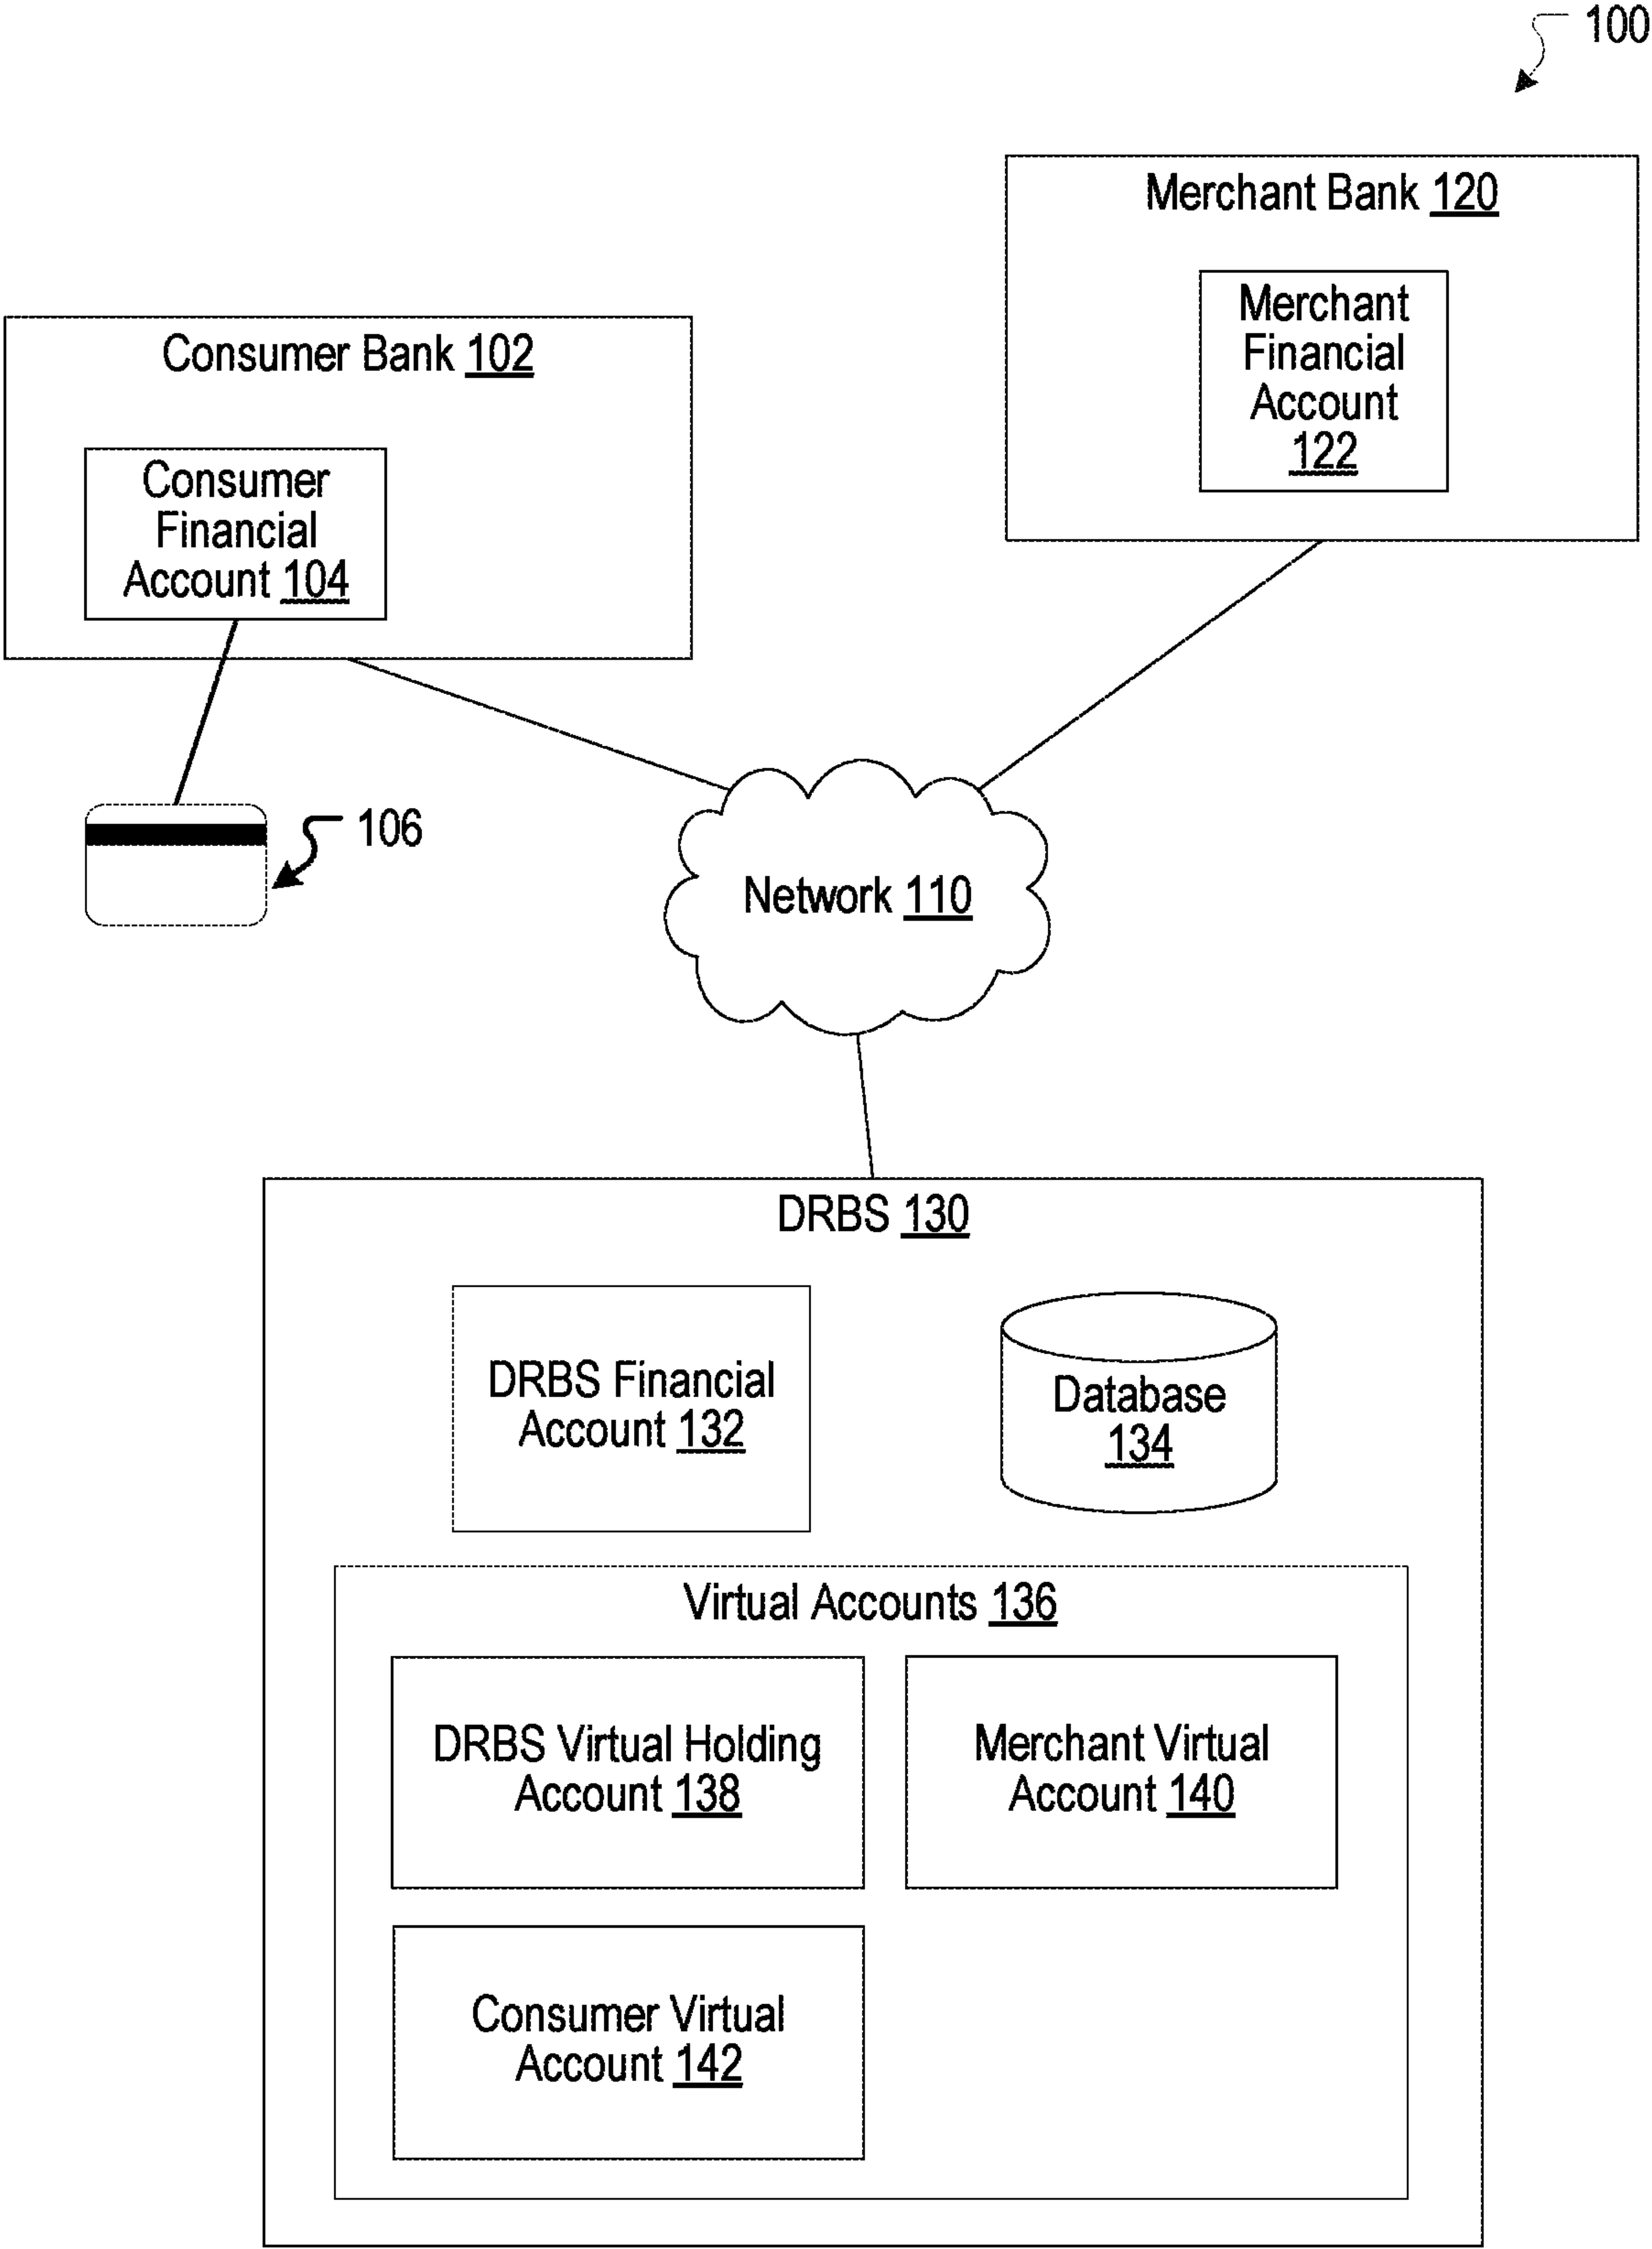 100
Merchant Bank 120
Merchant
Financial
Account
122
Consumer Bank 102
Consumer
Financial
Account 104
106
Network 110
DRBS 130
DRBS Financial
Account 132
Database
134
Virtual Accounts 136
DRBS Virtual Holding
Account 138
Merchant Virtual
Account 140
Consumer Virtual
Account 142